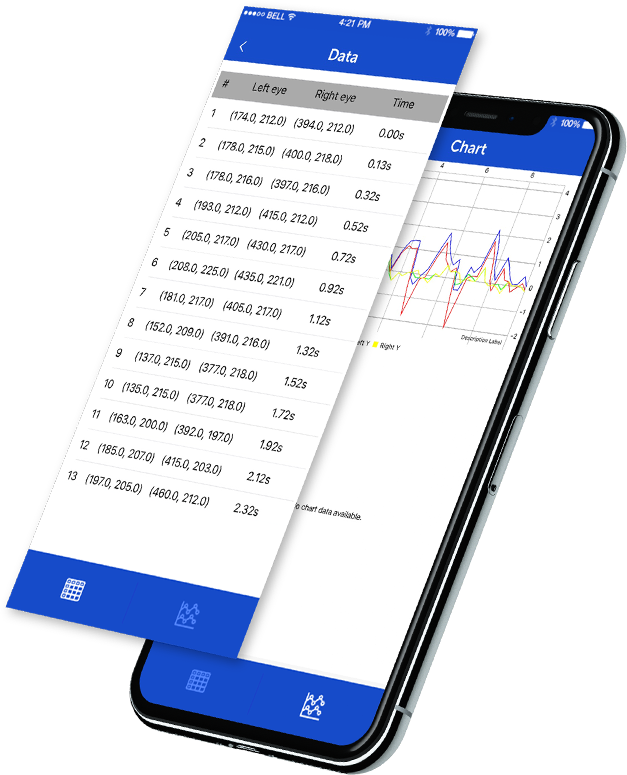 BELL 4:21 PM 100%
Data
# Left eye Right eye Time
1 (174.0, 212.0) (394.0, 212.0) 0.00s
2 (178.0, 215.0) (400.0, 218.0) 0.13s
3 (178.0, 216.0) (397.0, 216.0) 0.32s
4 (193.0, 212.0) (415.0, 212.0) 0.52s
5 (205.0, 217.0) (430.0, 217.0) 0.72s
6 (208.0, 225.0) (435.0, 221.0) 0.92s
7 (181.0, 217.0) (405.0, 217.0) 1.12s
8 (152.0, 209.0) (391.0, 216.0) 1.32s
9 (137.0, 215.0) (377.0, 218.0) 1.52s
10 (135.0, 215.0) (377.0, 218.0) 1.72s
11 (163.0, 200.0) (392.0, 197.0) 1.92s
12 (185.0, 207.0) (415.0, 203.0) 2.12s
13 (197.0, 205.0) (460.0, 212.0) 2.32s
100%
Chart
4 6 8
4
3
2
1
0
-1
-2
Description Label
Y Right Y
chart data available.